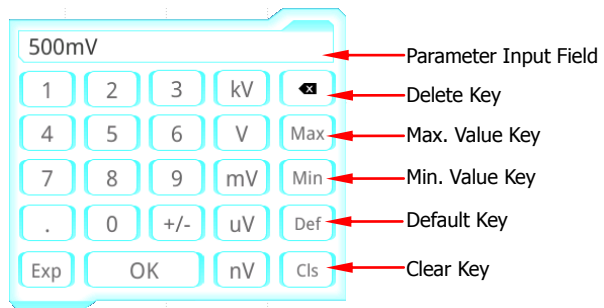 500mV
Parameter Input Field
1 2 3 kV
Delete Key
4 5 6 V Max
Max. Value Key
7 8 9 mV Min
Min. Value Key
. 0 +/- uV Def
Default Key
Exp OK nV Cls
Clear Key